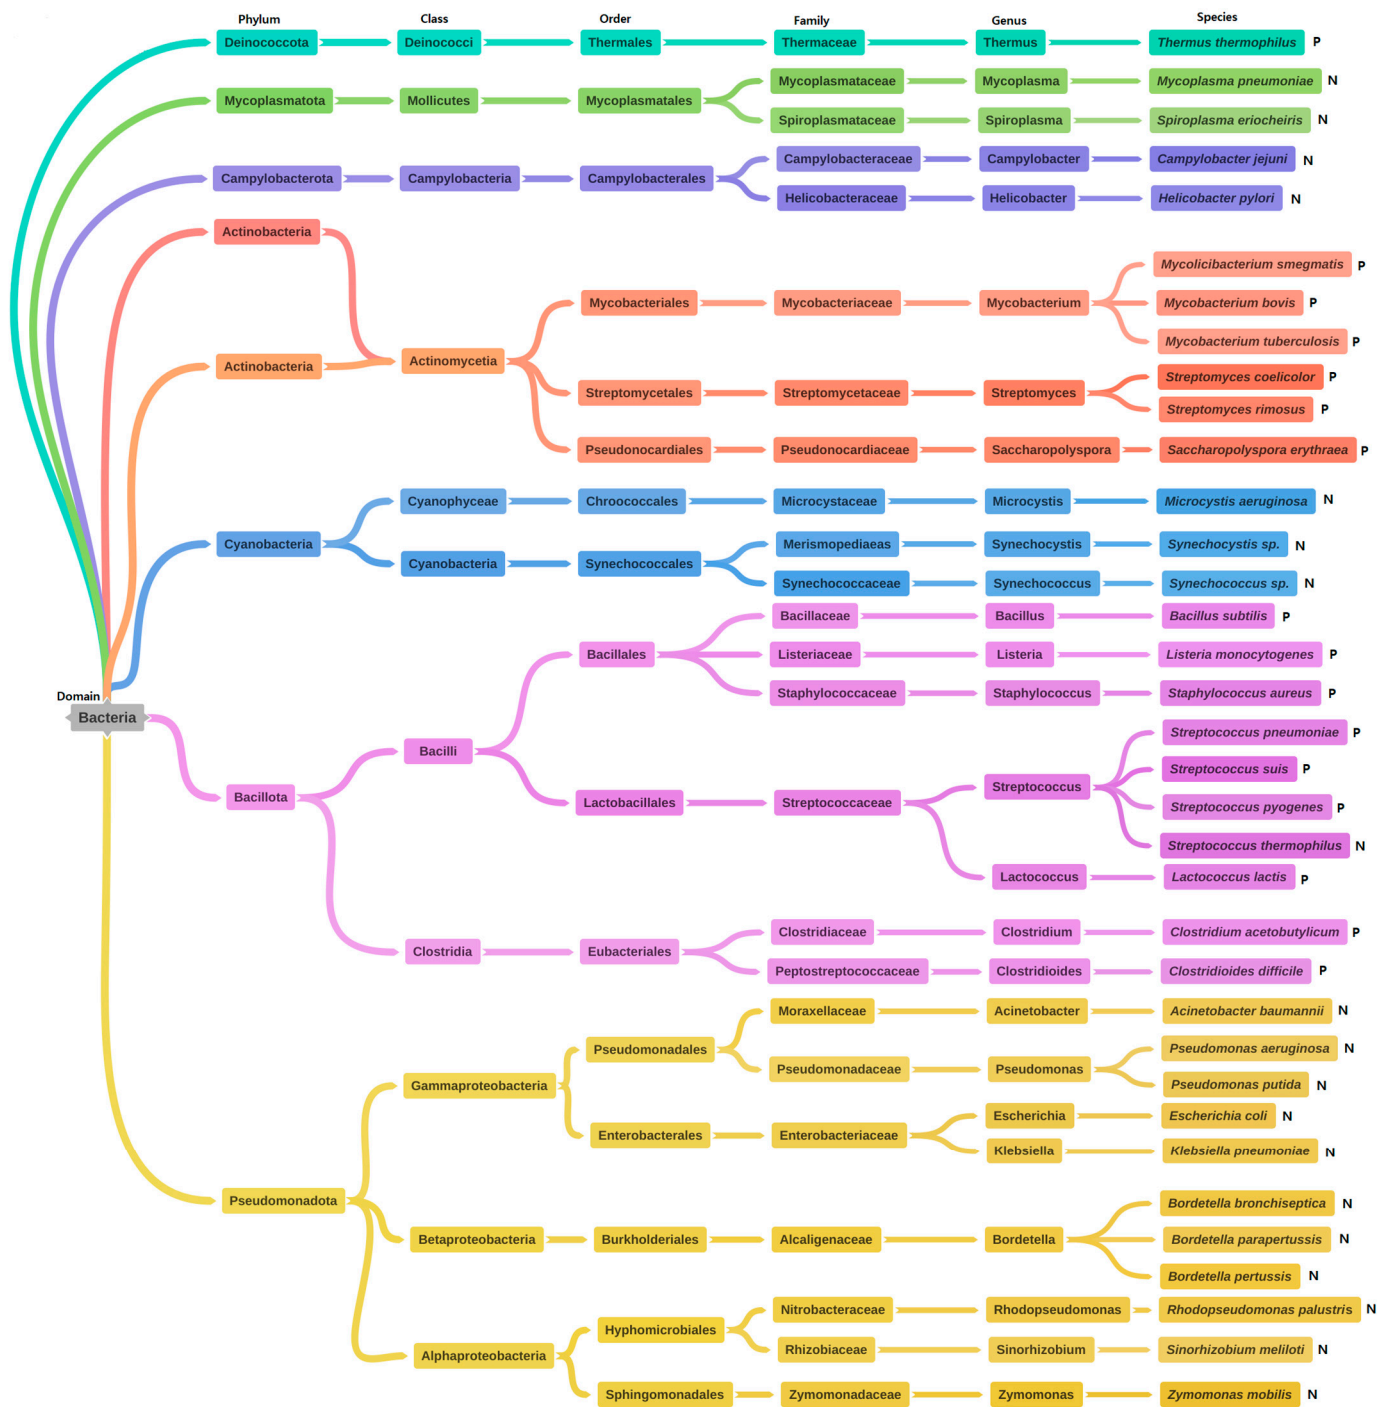 Phylum Class Order Family Genus Species
Deinococcota Deinococci Thermales Thermaceae Thermus Thermus thermophilus P
Mycoplasmataceae Mycoplasma Mycoplasma pneumoniae N
Mycoplasmatota Mollicutes Mycoplasmatales
Spiroplasmataceae Spiroplasma Spiroplasma eriocheiris N
Campylobacteraceae Campylobacter Campylobacter jejuni N
Campylobacterota Campylobacteria Campylobacterales
Helicobacteraceae Helicobacter Helicobacter pylori N
Actinobacteria
Mycolicibacterium smegmatis P
Mycobacteriales Mycobacteriaceae Mycobacterium Mycobacterium bovis P
Mycobacterium tuberculosis P
Actinobacteria Actinomycetia
Streptomyces coelicolor P
Streptomycetales Streptomycetaceae Streptomyces
Streptomyces rimosus P
Pseudonocardiales Pseudonocardiaceae Saccharopolyspora Saccharopolyspora erythraea P
Cyanophyceae Chroococcales Microcystaceae Microcystis Microcystis aeruginosa N
Cyanobacteria Merismopediaeas Synechocystis Synechocystis sp. N
Cyanobacteria Synechococcales
Synechococcaceae Synechococcus Synechococcus sp. N
Bacillaceae Bacillus Bacillus subtilis P
Bacillales Listeriaceae Listeria Listeria monocytogenes P
Staphylococcaceae Staphylococcus Staphylococcus aureus P
Domain
Bacteria
Streptococcus pneumoniae P
Bacilli
Streptococcus suis P
Streptococcus
Bacillota Lactobacillales Streptococcaceae Streptococcus pyogenes P
Streptococcus thermophilus N
Lactococcus Lactococcus lactis P
Clostridiaceae Clostridium Clostridium acetobutylicum P
Clostridia Eubacteriales
Peptostreptococcaceae Clostridioides Clostridioides difficile P
Moraxellaceae Acinetobacter Acinetobacter baumannii N
Pseudomonadales Pseudomonas aeruginosa N
Pseudomonadaceae Pseudomonas
Gammaproteobacteria Pseudomonas putida N
Escherichia Escherichia coli N
Enterobacterales Enterobacteriaceae
Klebsiella Klebsiella pneumoniae N
Pseudomonadota Bordetella bronchiseptica N
Betaproteobacteria Burkholderiales Alcaligenaceae Bordetella Bordetella parapertussis N
Bordetella pertussis N
Nitrobacteraceae Rhodopseudomonas Rhodopseudomonas palustris N
Hyphomicrobiales
Rhizobiaceae Sinorhizobium Sinorhizobium meliloti N
Alphaproteobacteria
Sphingomonadales Zymomonadaceae Zymomonas Zymomonas mobilis N